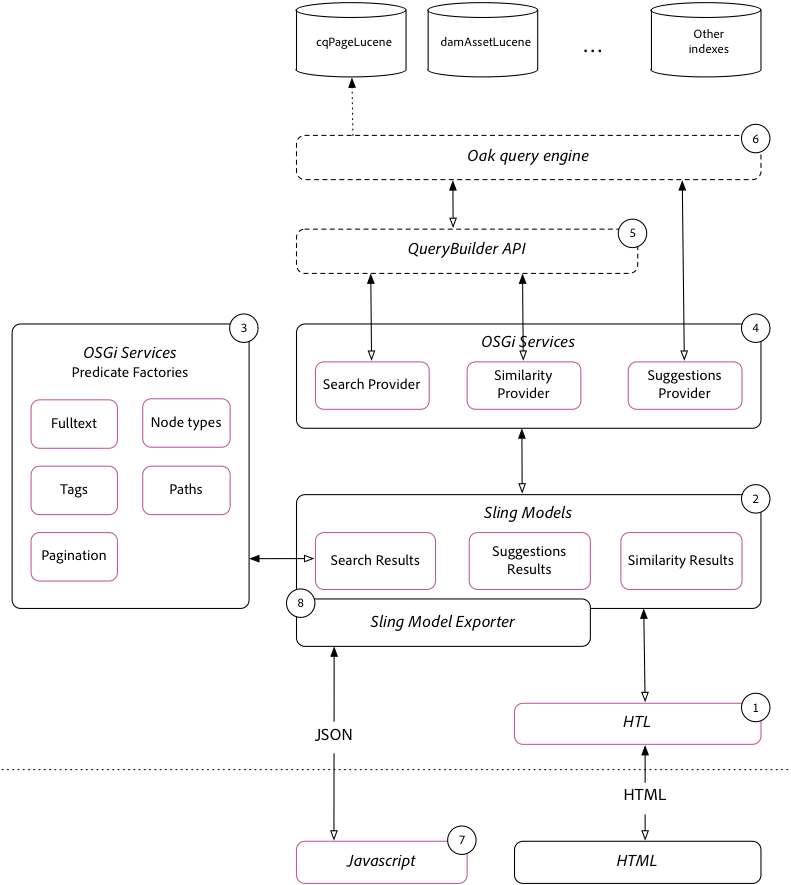 cqPageLucene
damAssetLucene
...
Other
indexes
6
Oak query engine
5
QueryBuilder API
3
OSGi Services
Predicate Factories
Fulltext
Node types
Tags
Paths
Pagination
4
OSGi Services
Search Provider
Similarity
Provider
Suggestions
Provider
2
Sling Models
Search Results
Suggestions
Results
Similarity Results
8
Sling Model Exporter
1
HTL
JSON
HTML
7
Javascript
HTML